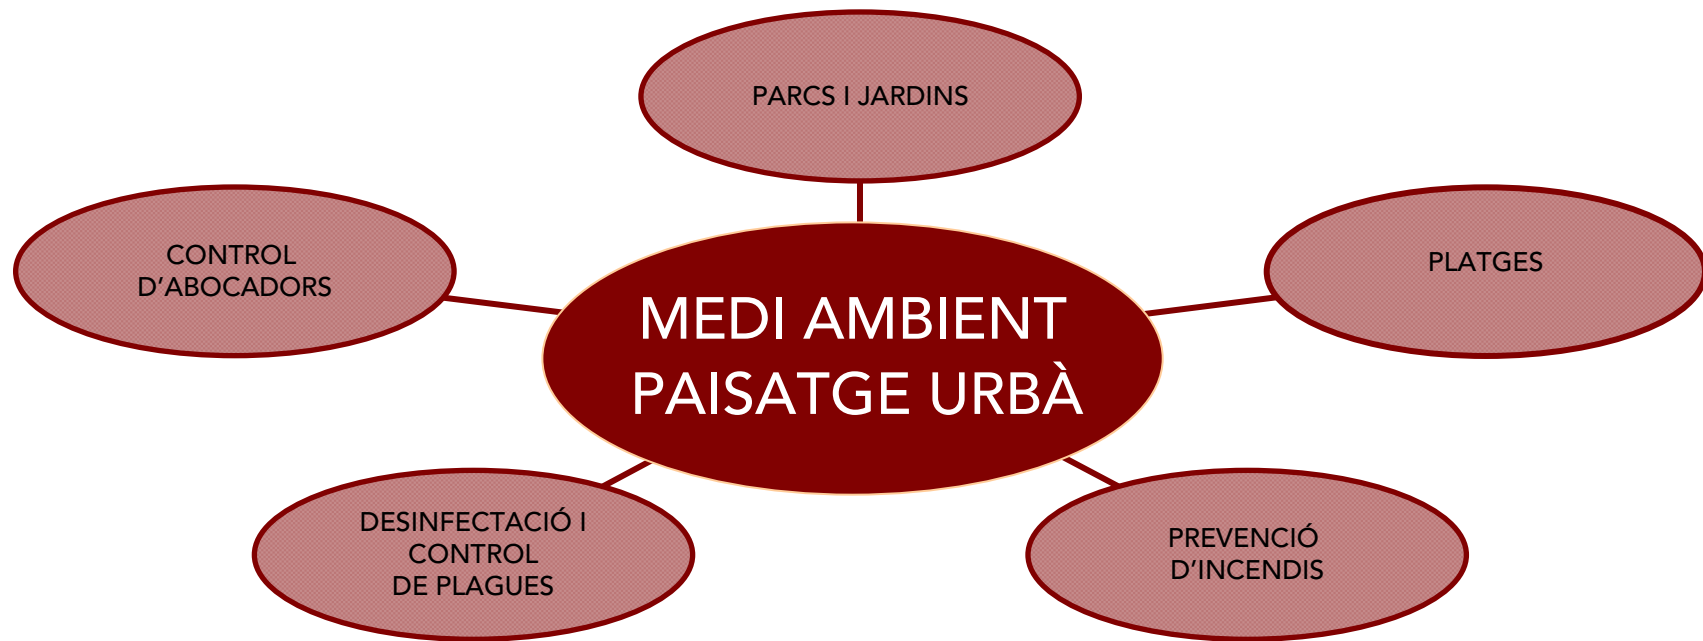 PARCS I JARDINS
CONTROL
D’ABOCADORS
PLATGES
MEDI AMBIENT
PAISATGE URBÀ
DESINFECTACIÓ I
CONTROL
DE PLAGUES
PREVENCIÓ
D’INCENDIS